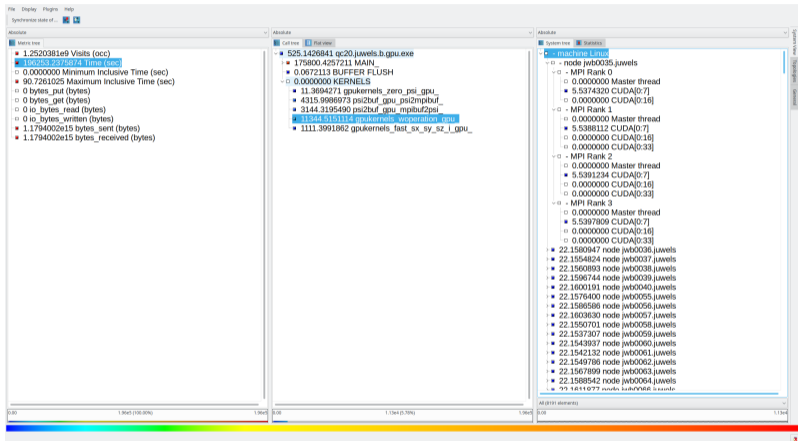 File Display Plugins Help
Synchronize state of ...
Absolute
Metric tree
1.2520381e9 Visits (occ)
196253.2375874 Time (sec)
0.0000000 Minimum Inclusive Time (sec)
90.7261025 Maximum Inclusive Time (sec)
0 bytes_put (bytes)
0 bytes_get (bytes)
0 io_bytes_read (bytes)
0 io_bytes_written (bytes)
1.1794002e15 bytes_sent (bytes)
1.1794002e15 bytes_received (bytes)
0.00 1.96e5 (100.00%) 1.96e5
Absolute
Call tree Flat view
525.1426841 qc20.juwels.b.gpu.exe
175800.4257211 MAIN_
0.0672113 BUFFER FLUSH
0.0000000 KERNELS
11.3694271 gpukernels_zero_psi_gpu_
4315.9986973 psi2buf_gpu_psi2mpibuf_
3144.3195490 psi2buf_gpu_mpibuf2psi_
11344.5151114 gpukernels_woperation_gpu_
1111.3991862 gpukernels_fast_sx_sy_sz_i_gpu_
0.00 1.13e4 (5.78%) 1.96e5
Absolute
System tree Statistics
- machine Linux
- node jwb0035.juwels
- MPI Rank 0
0.0000000 Master thread
5.5374320 CUDA[0:7]
0.0000000 CUDA[0:16]
- MPI Rank 1
0.0000000 Master thread
5.5388112 CUDA[0:7]
0.0000000 CUDA[0:16]
0.0000000 CUDA[0:33]
- MPI Rank 2
0.0000000 Master thread
5.5391234 CUDA[0:7]
0.0000000 CUDA[0:16]
0.0000000 CUDA[0:33]
- MPI Rank 3
0.0000000 Master thread
5.5397809 CUDA[0:7]
0.0000000 CUDA[0:16]
0.0000000 CUDA[0:33]
22.1580947 node jwb0036.juwels
22.1554824 node jwb0037.juwels
22.1560893 node jwb0038.juwels
22.1596744 node jwb0039.juwels
22.1600191 node jwb0040.juwels
22.1576400 node jwb0055.juwels
22.1586586 node jwb0056.juwels
22.1603630 node jwb0057.juwels
22.1550701 node jwb0058.juwels
22.1537307 node jwb0059.juwels
22.1543937 node jwb0060.juwels
22.1542132 node jwb0061.juwels
22.1549786 node jwb0062.juwels
22.1567899 node jwb0063.juwels
22.1588542 node jwb0064.juwels
22.1611877 node jwb0066.juwels
All (8191 elements)
0.00 1.13e4
System View
Topologies
General